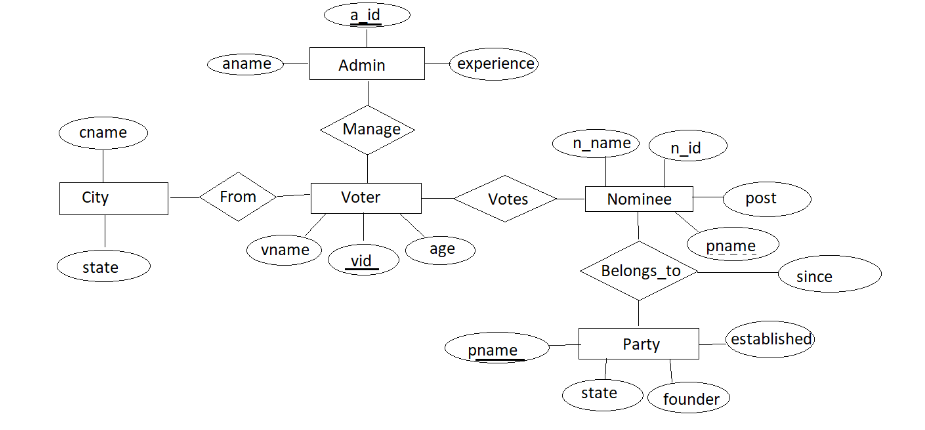 a_id
aname
Admin
experience
cname
Manage
n_name
n_id
City
From
Voter
Votes
Nominee
post
vname
vid
age
pname
state
Belongs_to
since
pname
Party
established
state
founder